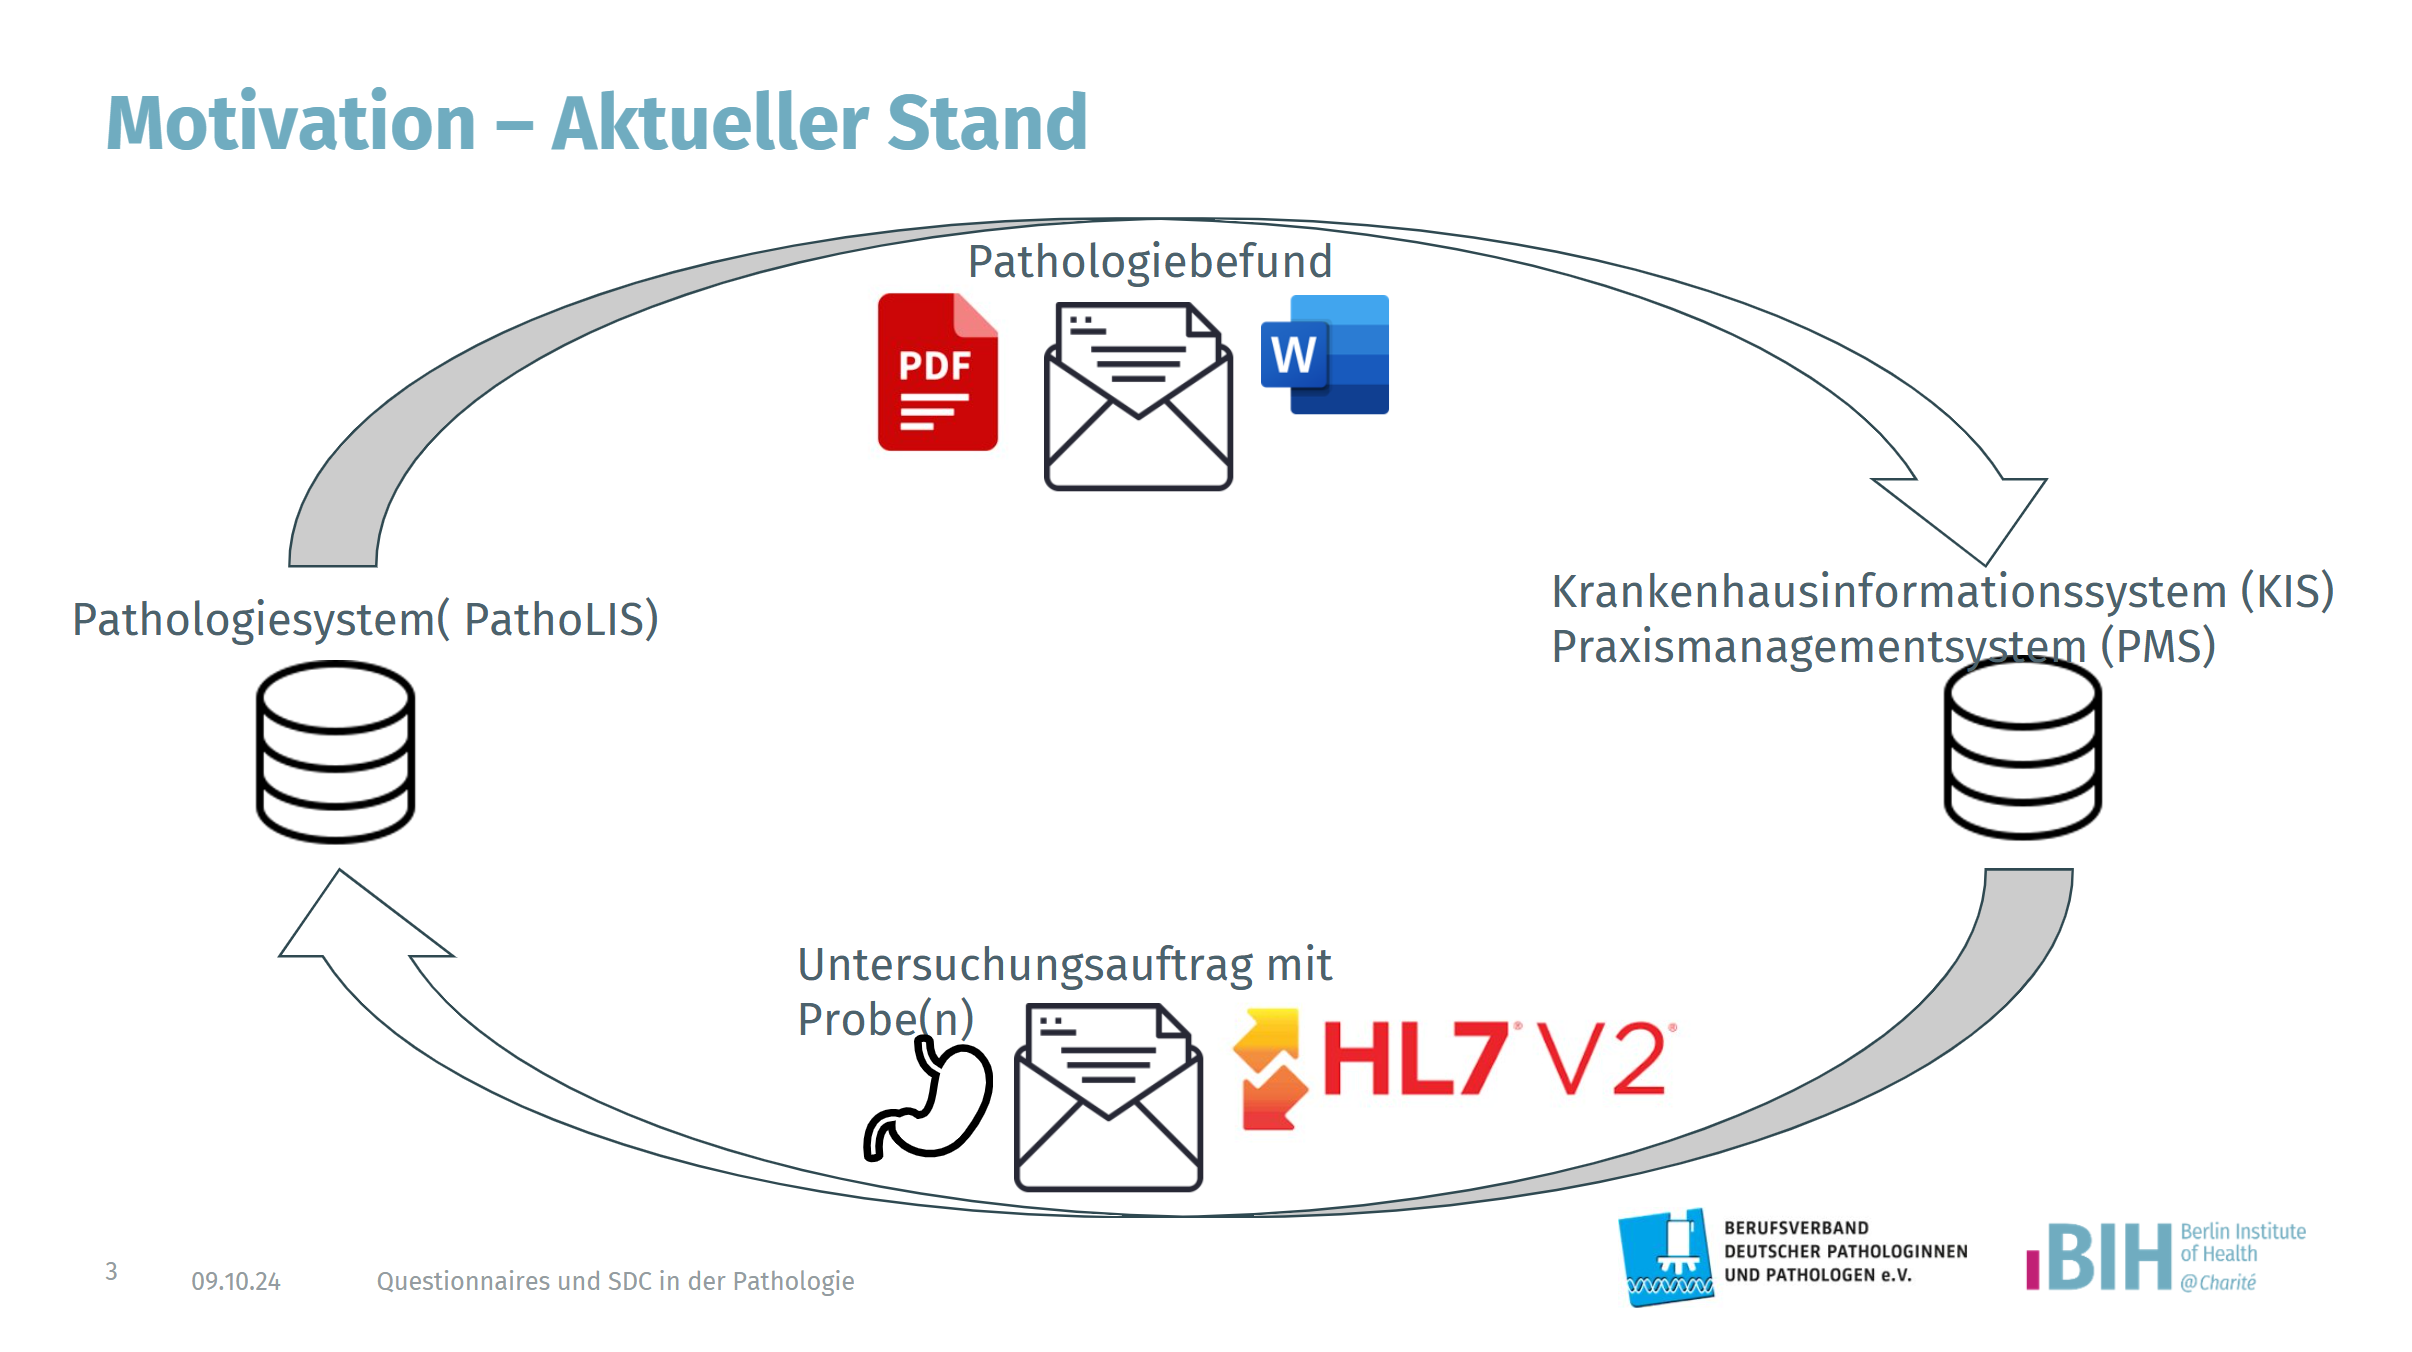 Motivation – Aktueller Stand
Pathologiebefund
PDF
W
Pathologiesystem( PathoLIS)
Krankenhausinformationssystem (KIS)
Praxismanagementsystem (PMS)
Untersuchungsauftrag mit
Probe(n)
HL7® V2®
3
09.10.24
Questionnaires und SDC in der Pathologie
BERUFSVERBAND
DEUTSCHER PATHOLOGINNEN
UND PATHOLOGEN e.V.
BIH
Berlin Institute
of Health
@Charité